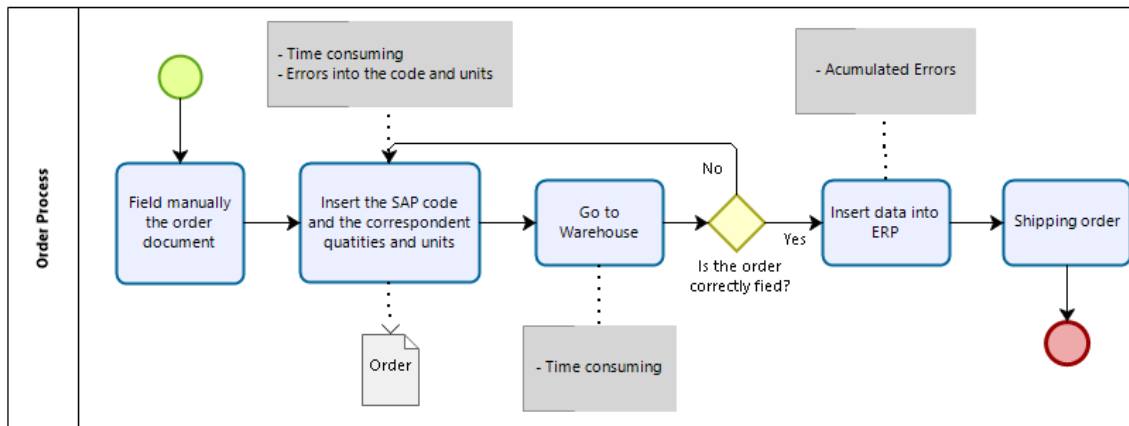 Order Process
- Time consuming
- Errors into the code and units
- Acumulated Errors
Field manually
the order
document
Insert the SAP code
and the correspondent
quatities and units
Go to
Warehouse
No
Yes
Is the order
correctly fied?
Insert data into
ERP
Shipping order
Order
- Time consuming